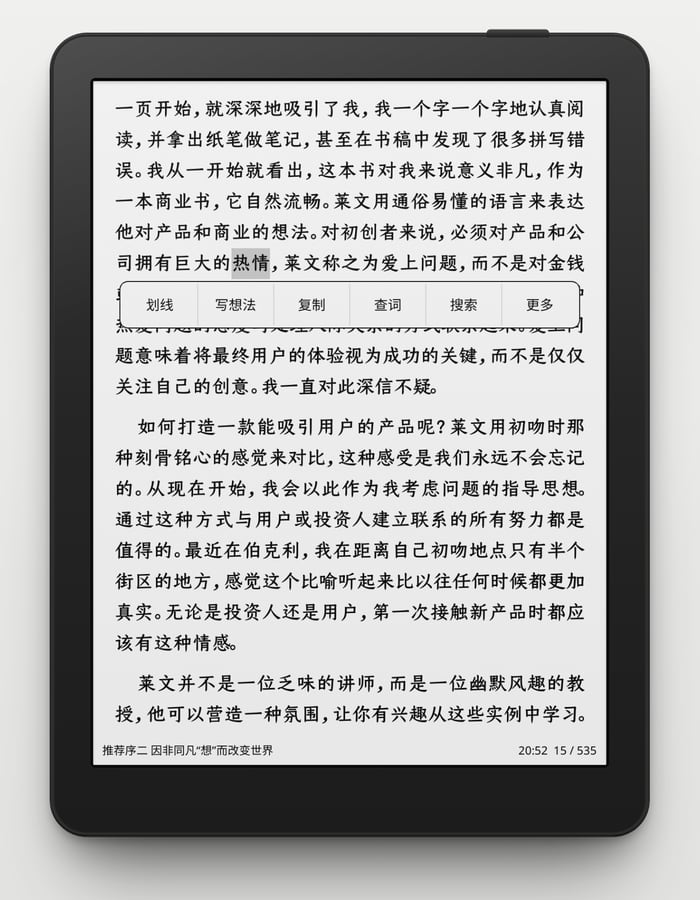 一页开始,就深深地吸引了我,我一个字一个字地认真阅
读,并拿出纸笔做笔记,甚至在书稿中发现了很多拼写错
误。我从一开始就看出,这本书对我来说意义非凡,作为
一本商业书,它自然流畅。莱文用通俗易懂的语言来表达
他对产品和商业的想法。对初创者来说,必须对产品和公
司拥有巨大的热情,莱文称之为爱上问题,而不是对金钱
划线 写想法 复制 查词 搜索 更多
题意味着将最终用户的体验视为成功的关键,而不是仅仅
关注自己的创意。我一直对此深信不疑。
如何打造一款能吸引用户的产品呢?莱文用初吻时那
种刻骨铭心的感觉来对比,这种感受是我们永远不会忘记
的。从现在开始,我会以此作为我考虑问题的指导思想。
通过这种方式与用户或投资人建立联系的所有努力都是
值得的。最近在伯克利,我在距离自己初吻地点只有半个
街区的地方,感觉这个比喻听起来比以往任何时候都更加
真实。无论是投资人还是用户,第一次接触新产品时都应
该有这种情感。
莱文并不是一位乏味的讲师,而是一位幽默风趣的教
授,他可以营造一种氛围,让你有兴趣从这些实例中学习。
推荐序二 因非同凡“想”而改变世界 20:52 15 / 535